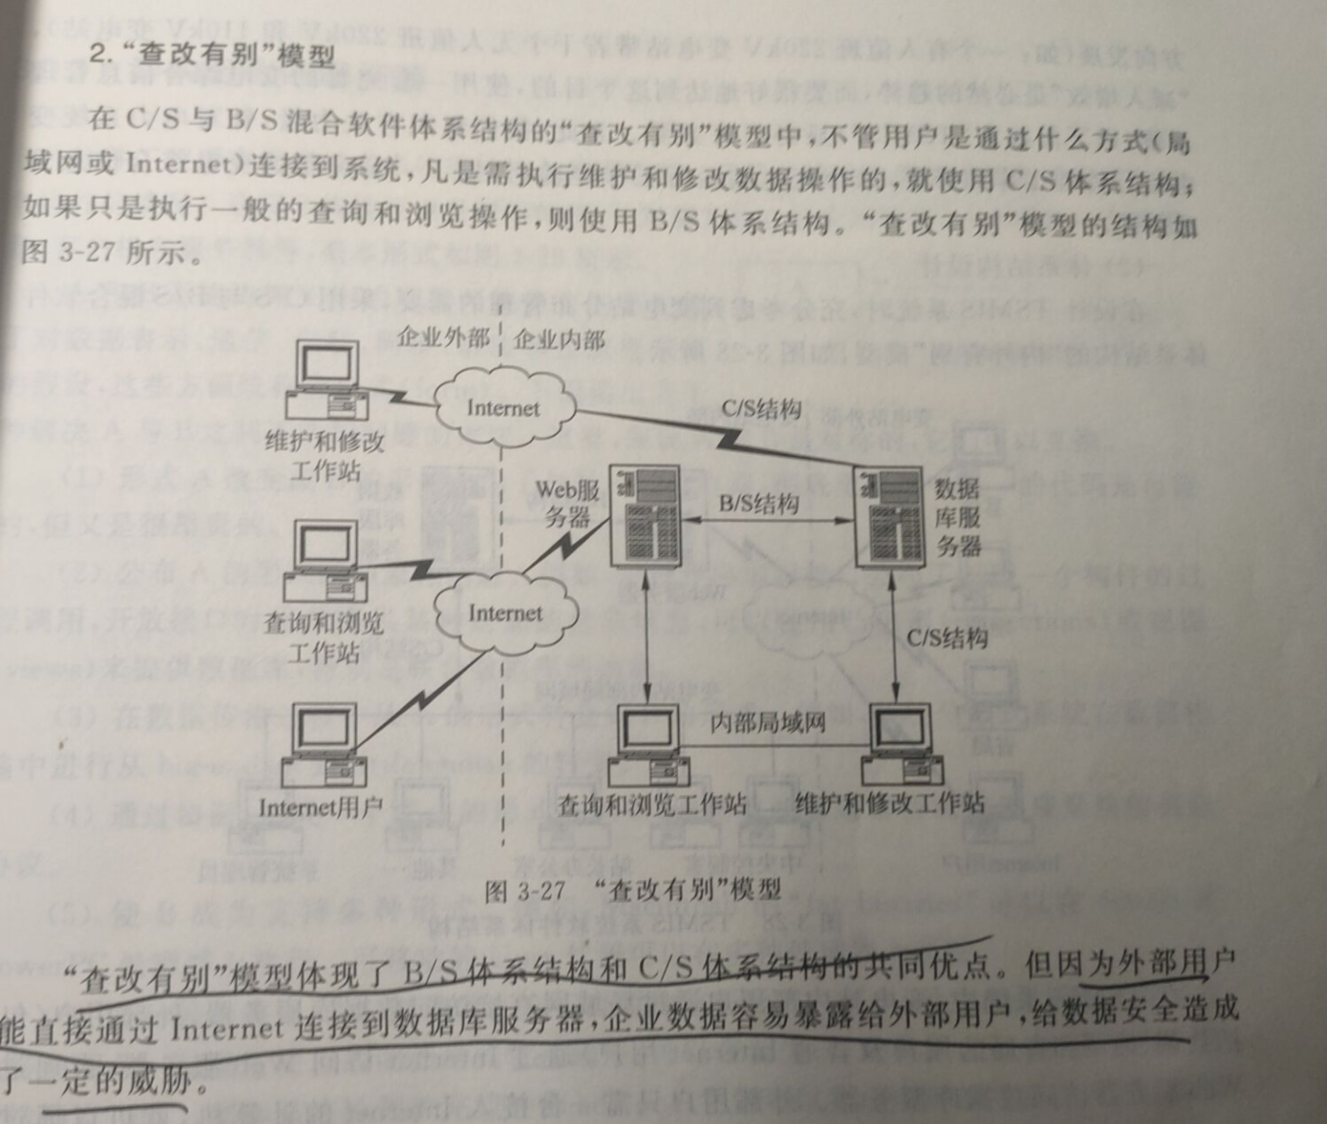 2. “查改有别”模型
在 C/S 与 B/S 混合软件体系结构的“查改有别”模型中，不管用户是通过什么方式(局
域网或 Internet)连接到系统，凡是需执行维护和修改数据操作的，就使用 C/S 体系结构；
如果只是执行一般的查询和浏览操作，则使用 B/S 体系结构。“查改有别”模型的结构如
图 3-27 所示。
企业外部 企业内部
Internet
C/S结构
维护和修改
工作站
Web服
务器
B/S结构
数据
库服
务器
查询和浏览
工作站
Internet
C/S结构
内部局域网
Internet用户
查询和浏览工作站
维护和修改工作站
图 3-27 “查改有别”模型
“查改有别”模型体现了 B/S 体系结构和 C/S 体系结构的共同优点。但因为外部用户
能直接通过 Internet 连接到数据库服务器，企业数据容易暴露给外部用户，给数据安全造成
了一定的威胁。